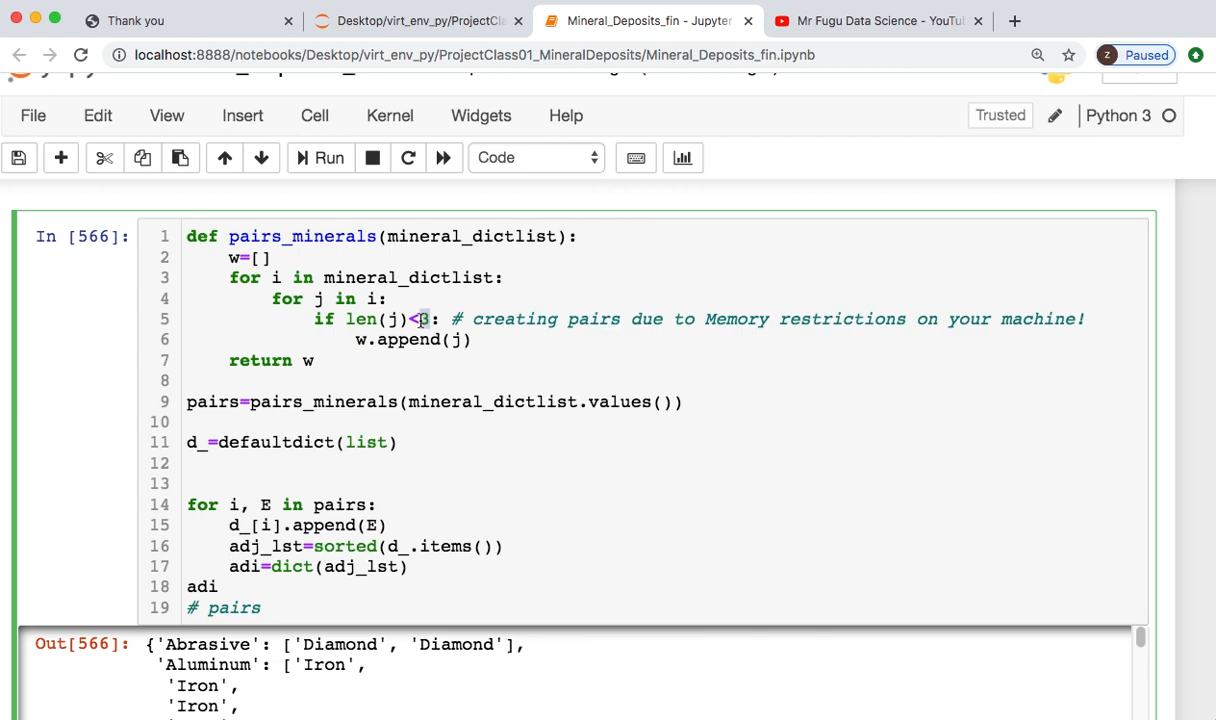 Thank you
Desktop/virt_env_py/ProjectCla
Mineral_Deposits_fin - Jupyter
Mr Fugu Data Science - YouTu
localhost:8888/notebooks/Desktop/virt_env_py/ProjectClass01_MineralDeposits/Mineral_Deposits_fin.ipynb
Z Paused
File Edit View Insert Cell Kernel Widgets Help
Trusted
Python 3
Run
Code
In [566]:
1 def pairs_minerals(mineral_dictlist):
2     w=[]
3     for i in mineral_dictlist:
4         for j in i:
5             if len(j)<3: # creating pairs due to Memory restrictions on your machine!
6                 w.append(j)
7     return w
8
9 pairs=pairs_minerals(mineral_dictlist.values())
10
11 d_=defaultdict(list)
12
13
14 for i, E in pairs:
15     d_[i].append(E)
16     adj_lst=sorted(d_.items())
17     adi=dict(adj_lst)
18 adi
19 # pairs
Out[566]: {'Abrasive': ['Diamond', 'Diamond'],
'Aluminum': ['Iron',
'Iron',
'Iron',